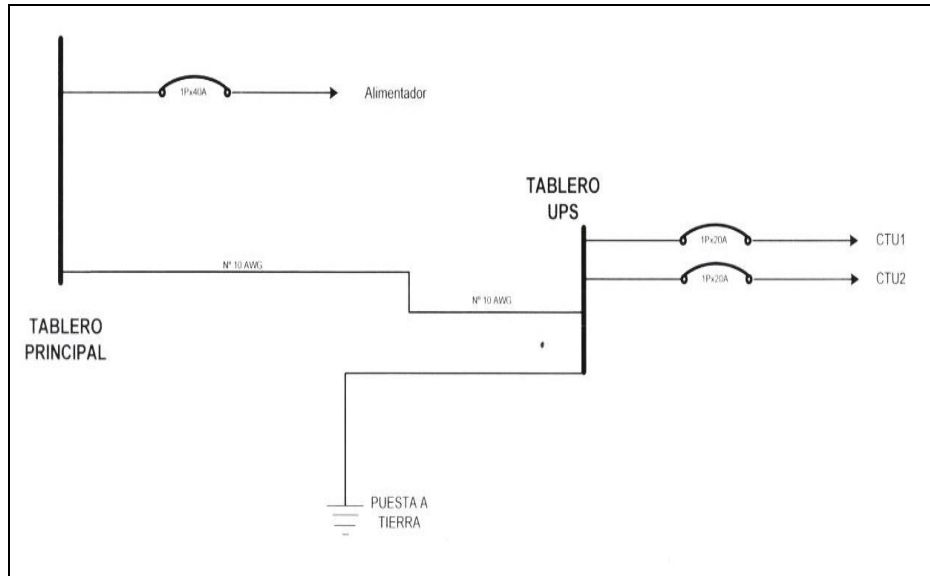 1Px40A
Alimentador
TABLERO
UPS
1Px20A
CTU1
1Px20A
CTU2
Nº 10 AWG
Nº 10 AWG
TABLERO
PRINCIPAL
PUESTA A
TIERRA